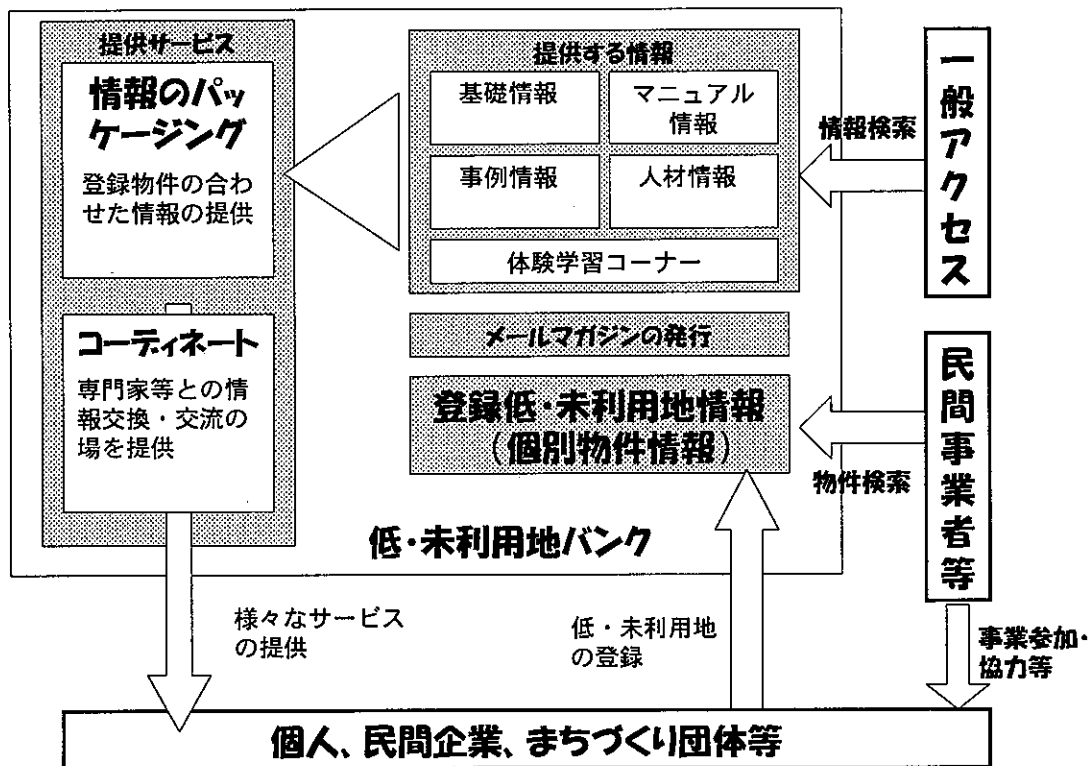 提供サービス
情報のパッ
ケージング
登録物件の合わ
せた情報の提供
コーディネート
専門家等との情
報交換・交流の
場を提供
提供する情報
基礎情報
マニュアル
情報
事例情報
人材情報
体験学習コーナー
メールマガジンの発行
登録低・未利用地情報
(個別物件情報)
低・未利用地バンク
情報検索
一般アクセス
物件検索
民間事業者等
様々なサービス
の提供
低・未利用地
の登録
事業参加・
協力等
個人、民間企業、まちづくり団体等